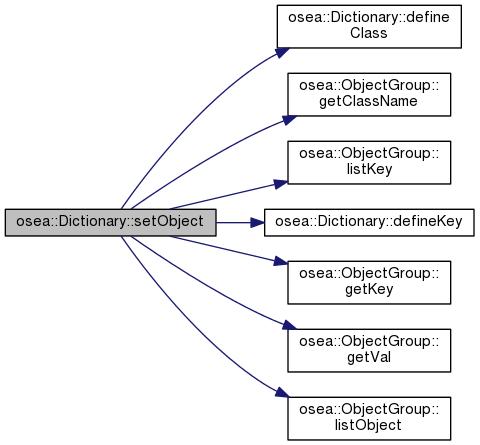 osea::Dictionary::define
Class
osea::ObjectGroup::
getClassName
osea::ObjectGroup::
listKey
osea::Dictionary::setObject
osea::Dictionary::defineKey
osea::ObjectGroup::
getKey
osea::ObjectGroup::
getVal
osea::ObjectGroup::
listObject